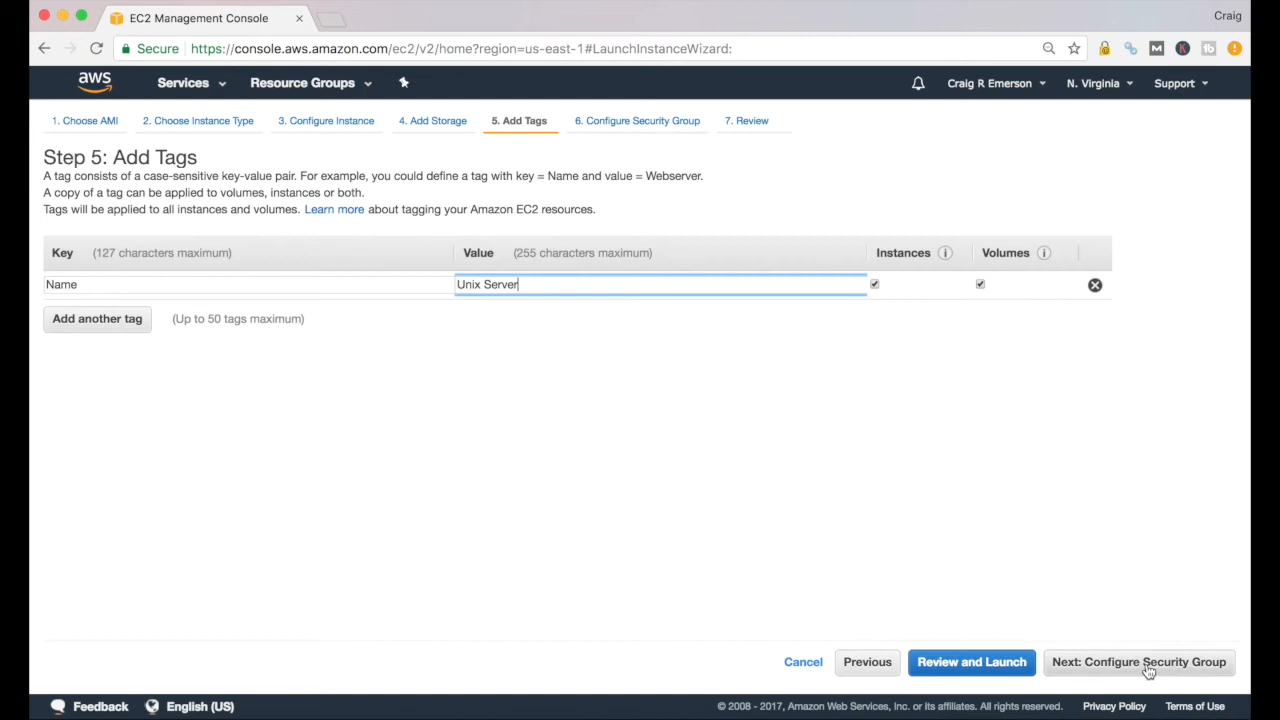 EC2 Management Console
Craig
Secure https://console.aws.amazon.com/ec2/v2/home?region=us-east-1#LaunchInstanceWizard:
aws Services Resource Groups Craig R Emerson N. Virginia Support
1. Choose AMI 2. Choose Instance Type 3. Configure Instance 4. Add Storage 5. Add Tags 6. Configure Security Group 7. Review
Step 5: Add Tags
A tag consists of a case-sensitive key-value pair. For example, you could define a tag with key = Name and value = Webserver.
A copy of a tag can be applied to volumes, instances or both.
Tags will be applied to all instances and volumes. Learn more about tagging your Amazon EC2 resources.
Key (127 characters maximum) Value (255 characters maximum) Instances Volumes
Name Unix Server
Add another tag (Up to 50 tags maximum)
Cancel Previous Review and Launch Next: Configure Security Group
Feedback English (US) © 2008 - 2017, Amazon Web Services, Inc. or its affiliates. All rights reserved. Privacy Policy Terms of Use